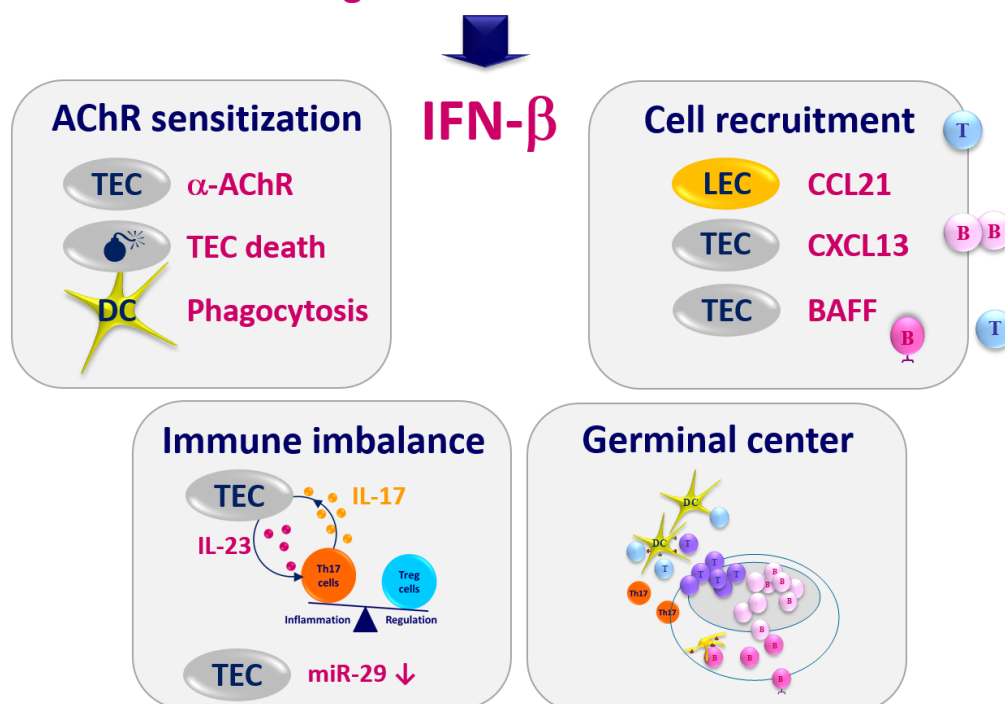 g
IFN-β
AChR sensitization
TEC α-AChR
TEC death
DC Phagocytosis
Cell recruitment
T
LEC CCL21
TEC CXCL13
B B
TEC BAFF
B
T
Immune imbalance
TEC
IL-17
IL-23
Th17
cells
Treg
cells
Inflammation Regulation
TEC miR-29 ↓
Germinal center
DC
DC
T
T
T
T
T
T
T
B
B
B
B
B
Th17
Th17
B
B
B
B